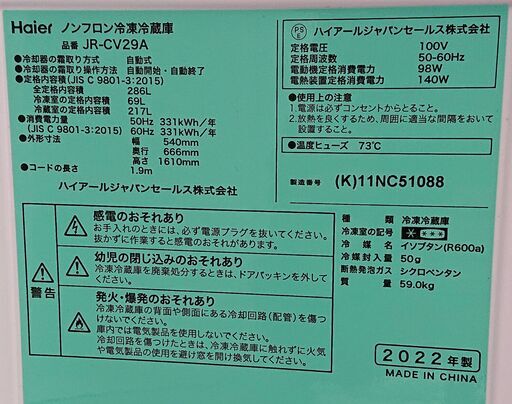 Haier ノンフロン冷凍冷蔵庫
品番 JR-CV29A
●冷却器の霜取り方式 自動式
●冷却器の霜取り操作方法 自動開始・自動終了
●定格内容積(JIS C 9801-3:2015)
全定格内容積 286L
冷凍室の定格内容積 69L
冷蔵室の定格内容積 217L
●消費電力量 50Hz 331kWh/年
(JIS C 9801-3:2015) 60Hz 331kWh/年
●外形寸法 幅 540mm
奥行 666mm
高さ 1610mm
●コードの長さ 1.9m
ハイアールジャパンセールス株式会社
PS
E
ハイアールジャパンセールス株式会社
定格電圧 100V
定格周波数 50-60Hz
電動機定格消費電力 98W
電熱装置定格消費電力 140W
●使用上の注意
1.電源は必ずコンセントからとること。
2.放熱を良くするため、周囲に適当な間隔をおいて
設置すること。
●温度ヒューズ 73℃
製造番号 (K)11NC51088
警告
感電のおそれあり
お手入れのときには、必ず電源プラグを抜いてください。
抜かずに作業すると感電のおそれがあります。
幼児の閉じ込めのおそれあり
冷凍冷蔵庫を廃棄処分するときは、ドアパッキンを外して
ください。
発火・爆発のおそれあり
冷凍冷蔵庫の背面や側面にある冷却回路(配管)を傷つ
けないでください。
庫内では電気製品を使用しないでください。
冷却回路を傷つけたときは、冷凍冷蔵庫に触れずに火気
や電気製品の使用を避け窓を開け換気してください。
種類 冷凍冷蔵庫
冷凍室の記号 * ***
冷媒名 イソブタン(R600a)
冷媒封入量 50g
断熱発泡ガス シクロペンタン
質量 59.0kg
2022年製
MADE IN CHINA